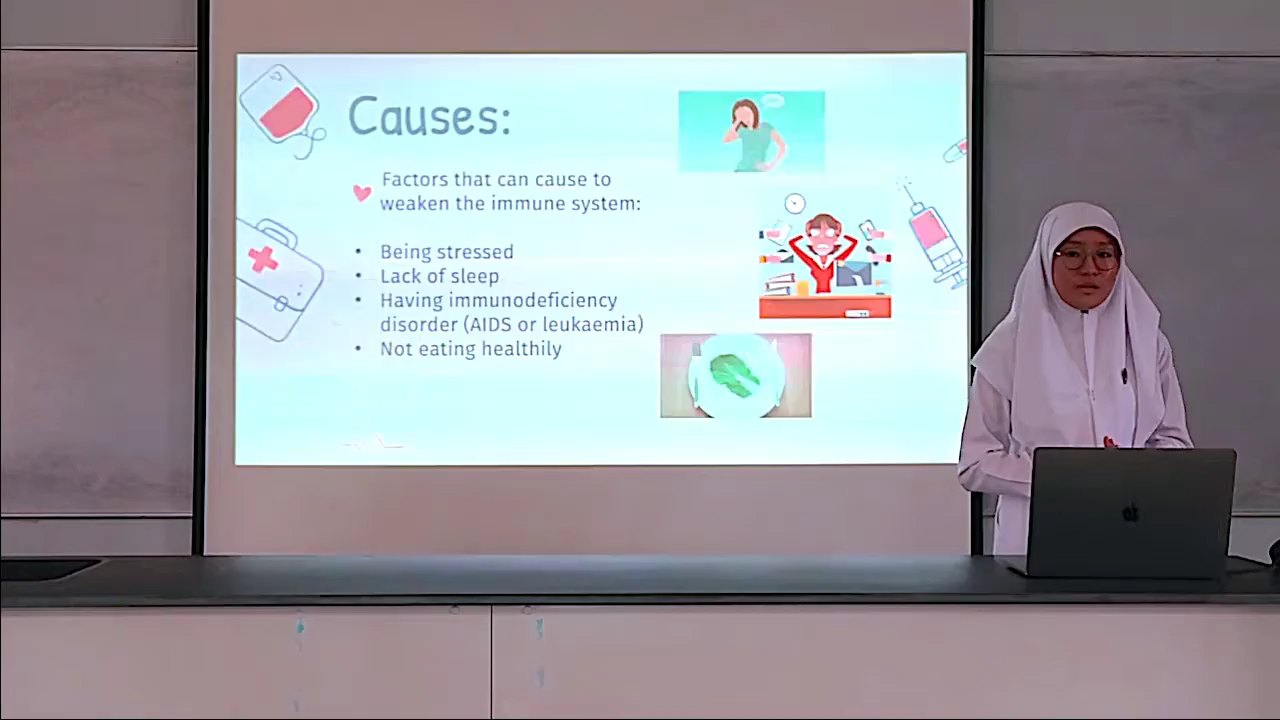 Causes:
Factors that can cause to
weaken the immune system:
• Being stressed
• Lack of sleep
• Having immunodeficiency
disorder (AIDS or leukaemia)
• Not eating healthily